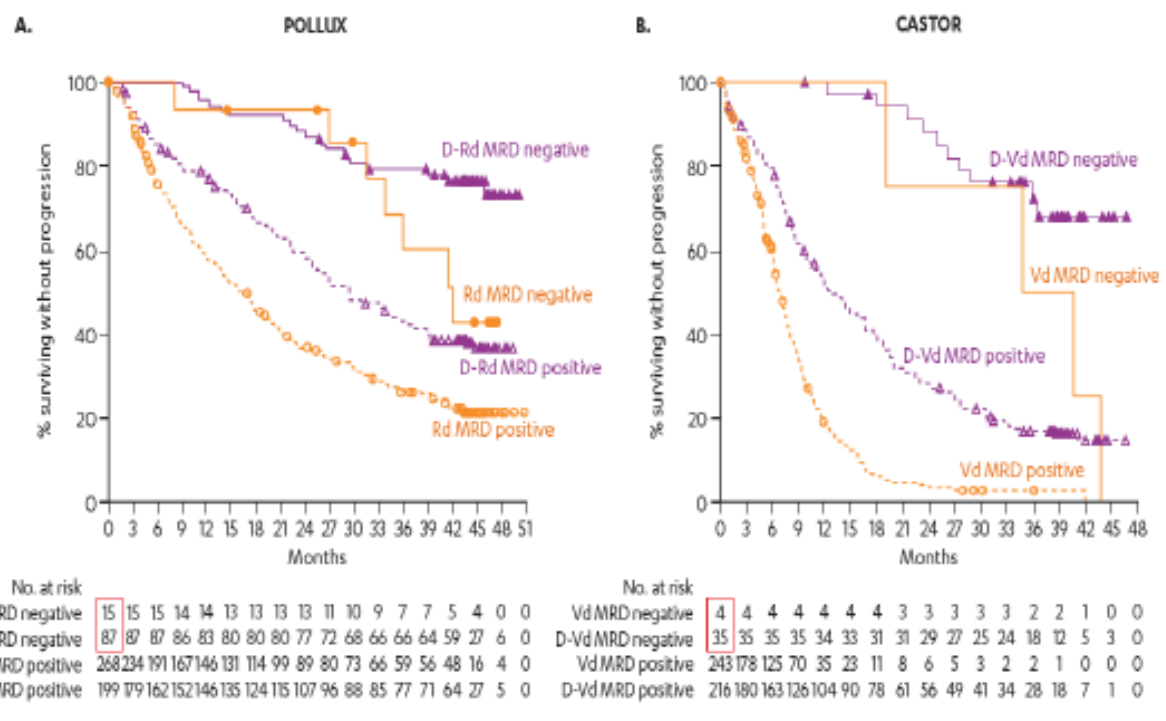 A.
POLLUX
% surviving without progression
100
80
60
40
20
0
D-Rd MRD negative
Rd MRD negative
D-Rd MRD positive
Rd MRD positive
0 3 6 9 12 15 18 21 24 27 30 33 36 39 42 45 48 51
Months
No. at risk
RD negative 15 15 15 14 14 13 13 13 13 11 10 9 7 7 5 4 0 0
RD negative 87 87 87 86 83 80 80 80 77 72 68 66 66 64 59 27 6 0
MRD positive 268 234 191 167 146 131 114 99 89 80 73 66 59 56 48 16 4 0
MRD positive 199 179 162 152 146 135 124 115 107 96 88 85 77 71 64 27 5 0
B.
CASTOR
% surviving without progression
100
80
60
40
20
0
D-Vd MRD negative
Vd MRD negative
D-Vd MRD positive
Vd MRD positive
0 3 6 9 12 15 18 21 24 27 30 33 36 39 42 45 48
Months
No. at risk
Vd MRD negative 4 4 4 4 4 4 4 3 3 3 3 3 2 2 1 0 0
D-Vd MRD negative 35 35 35 35 34 33 31 31 29 27 25 24 18 12 5 3 0
Vd MRD positive 243 178 125 70 35 23 11 8 6 5 3 2 2 1 0 0 0
D-Vd MRD positive 216 180 163 126 104 90 78 61 56 49 41 34 28 18 7 1 0